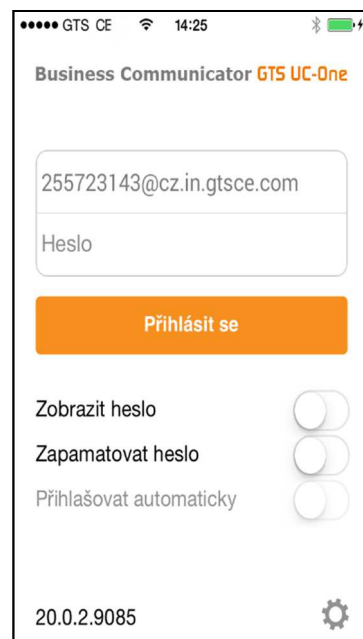 GTS CE 14:25
Business Communicator GTS UC-One
255723143@cz.in.gtsce.com
Heslo
Přihlásit se
Zobrazit heslo
Zapamatovat heslo
Přihlašovat automaticky
20.0.2.9085